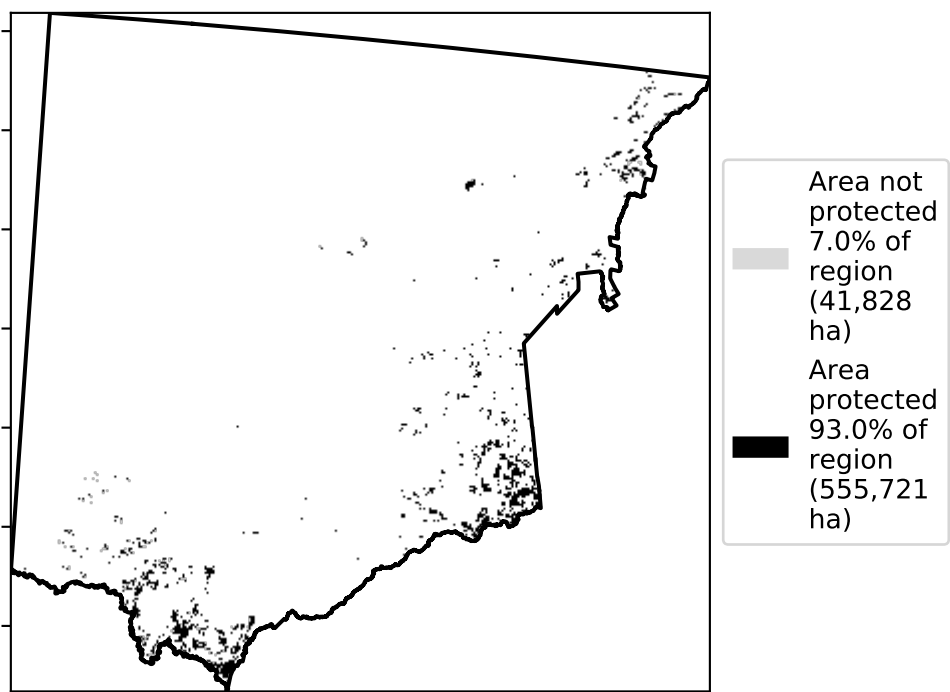 Area not
protected
7.0% of
region
(41,828
ha)
Area
protected
93.0% of
region
(555,721
ha)